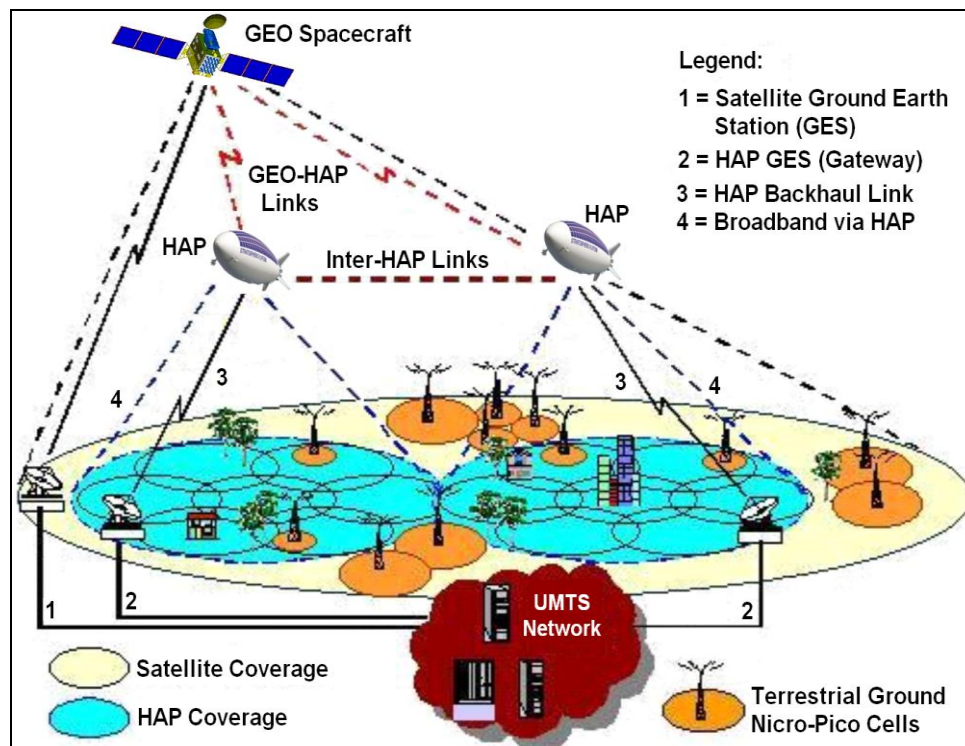 GEO Spacecraft
Legend:
1 = Satellite Ground Earth
Station (GES)
2 = HAP GES (Gateway)
3 = HAP Backhaul Link
4 = Broadband via HAP
GEO-HAP
Links
HAP
HAP
Inter-HAP Links
4
3
3
4
1
2
UMTS
Network
2
Satellite Coverage
HAP Coverage
Terrestrial Ground
Nicro-Pico Cells